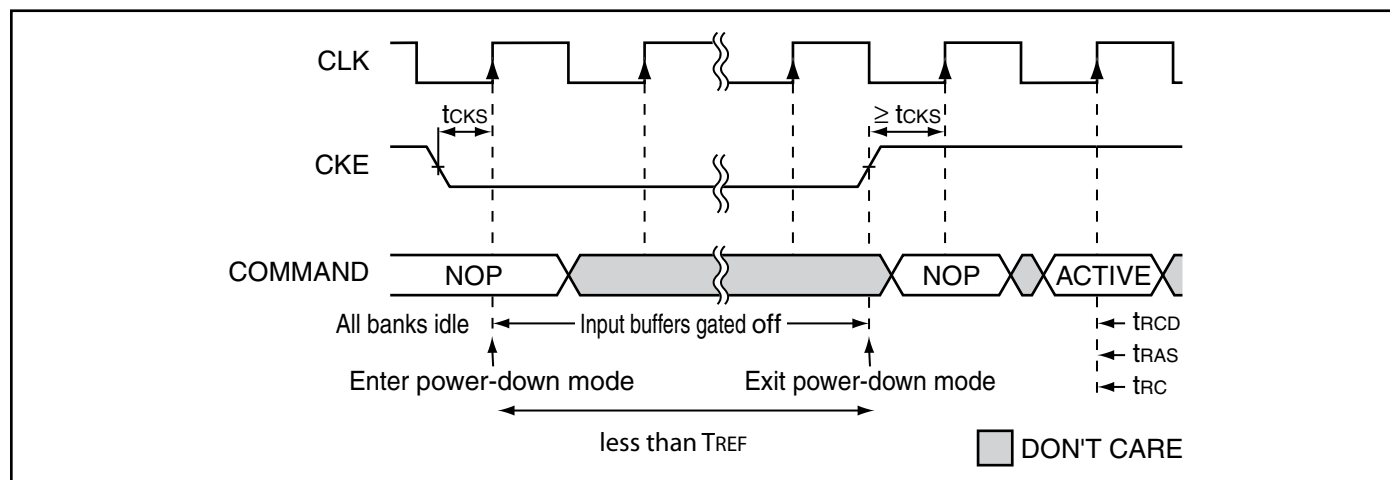 CLK
tCKS
≥ tCKS
CKE
COMMAND
NOP
NOP
ACTIVE
All banks idle
Input buffers gated off
tRCD
tRAS
tRC
Enter power-down mode
Exit power-down mode
less than TREF
DON'T CARE